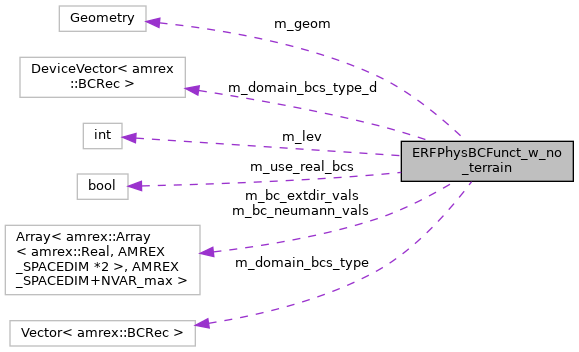 Geometry
m_geom
DeviceVector< amrex
::BCRec >
m_domain_bcs_type_d
int
m_lev
ERFPhysBCFunct_w_no
_terrain
bool
m_use_real_bcs
m_bc_extdir_vals
m_bc_neumann_vals
Array< amrex::Array
< amrex::Real, AMREX
_SPACEDIM *2 >, AMREX
_SPACEDIM+NVAR_max >
m_domain_bcs_type
Vector< amrex::BCRec >